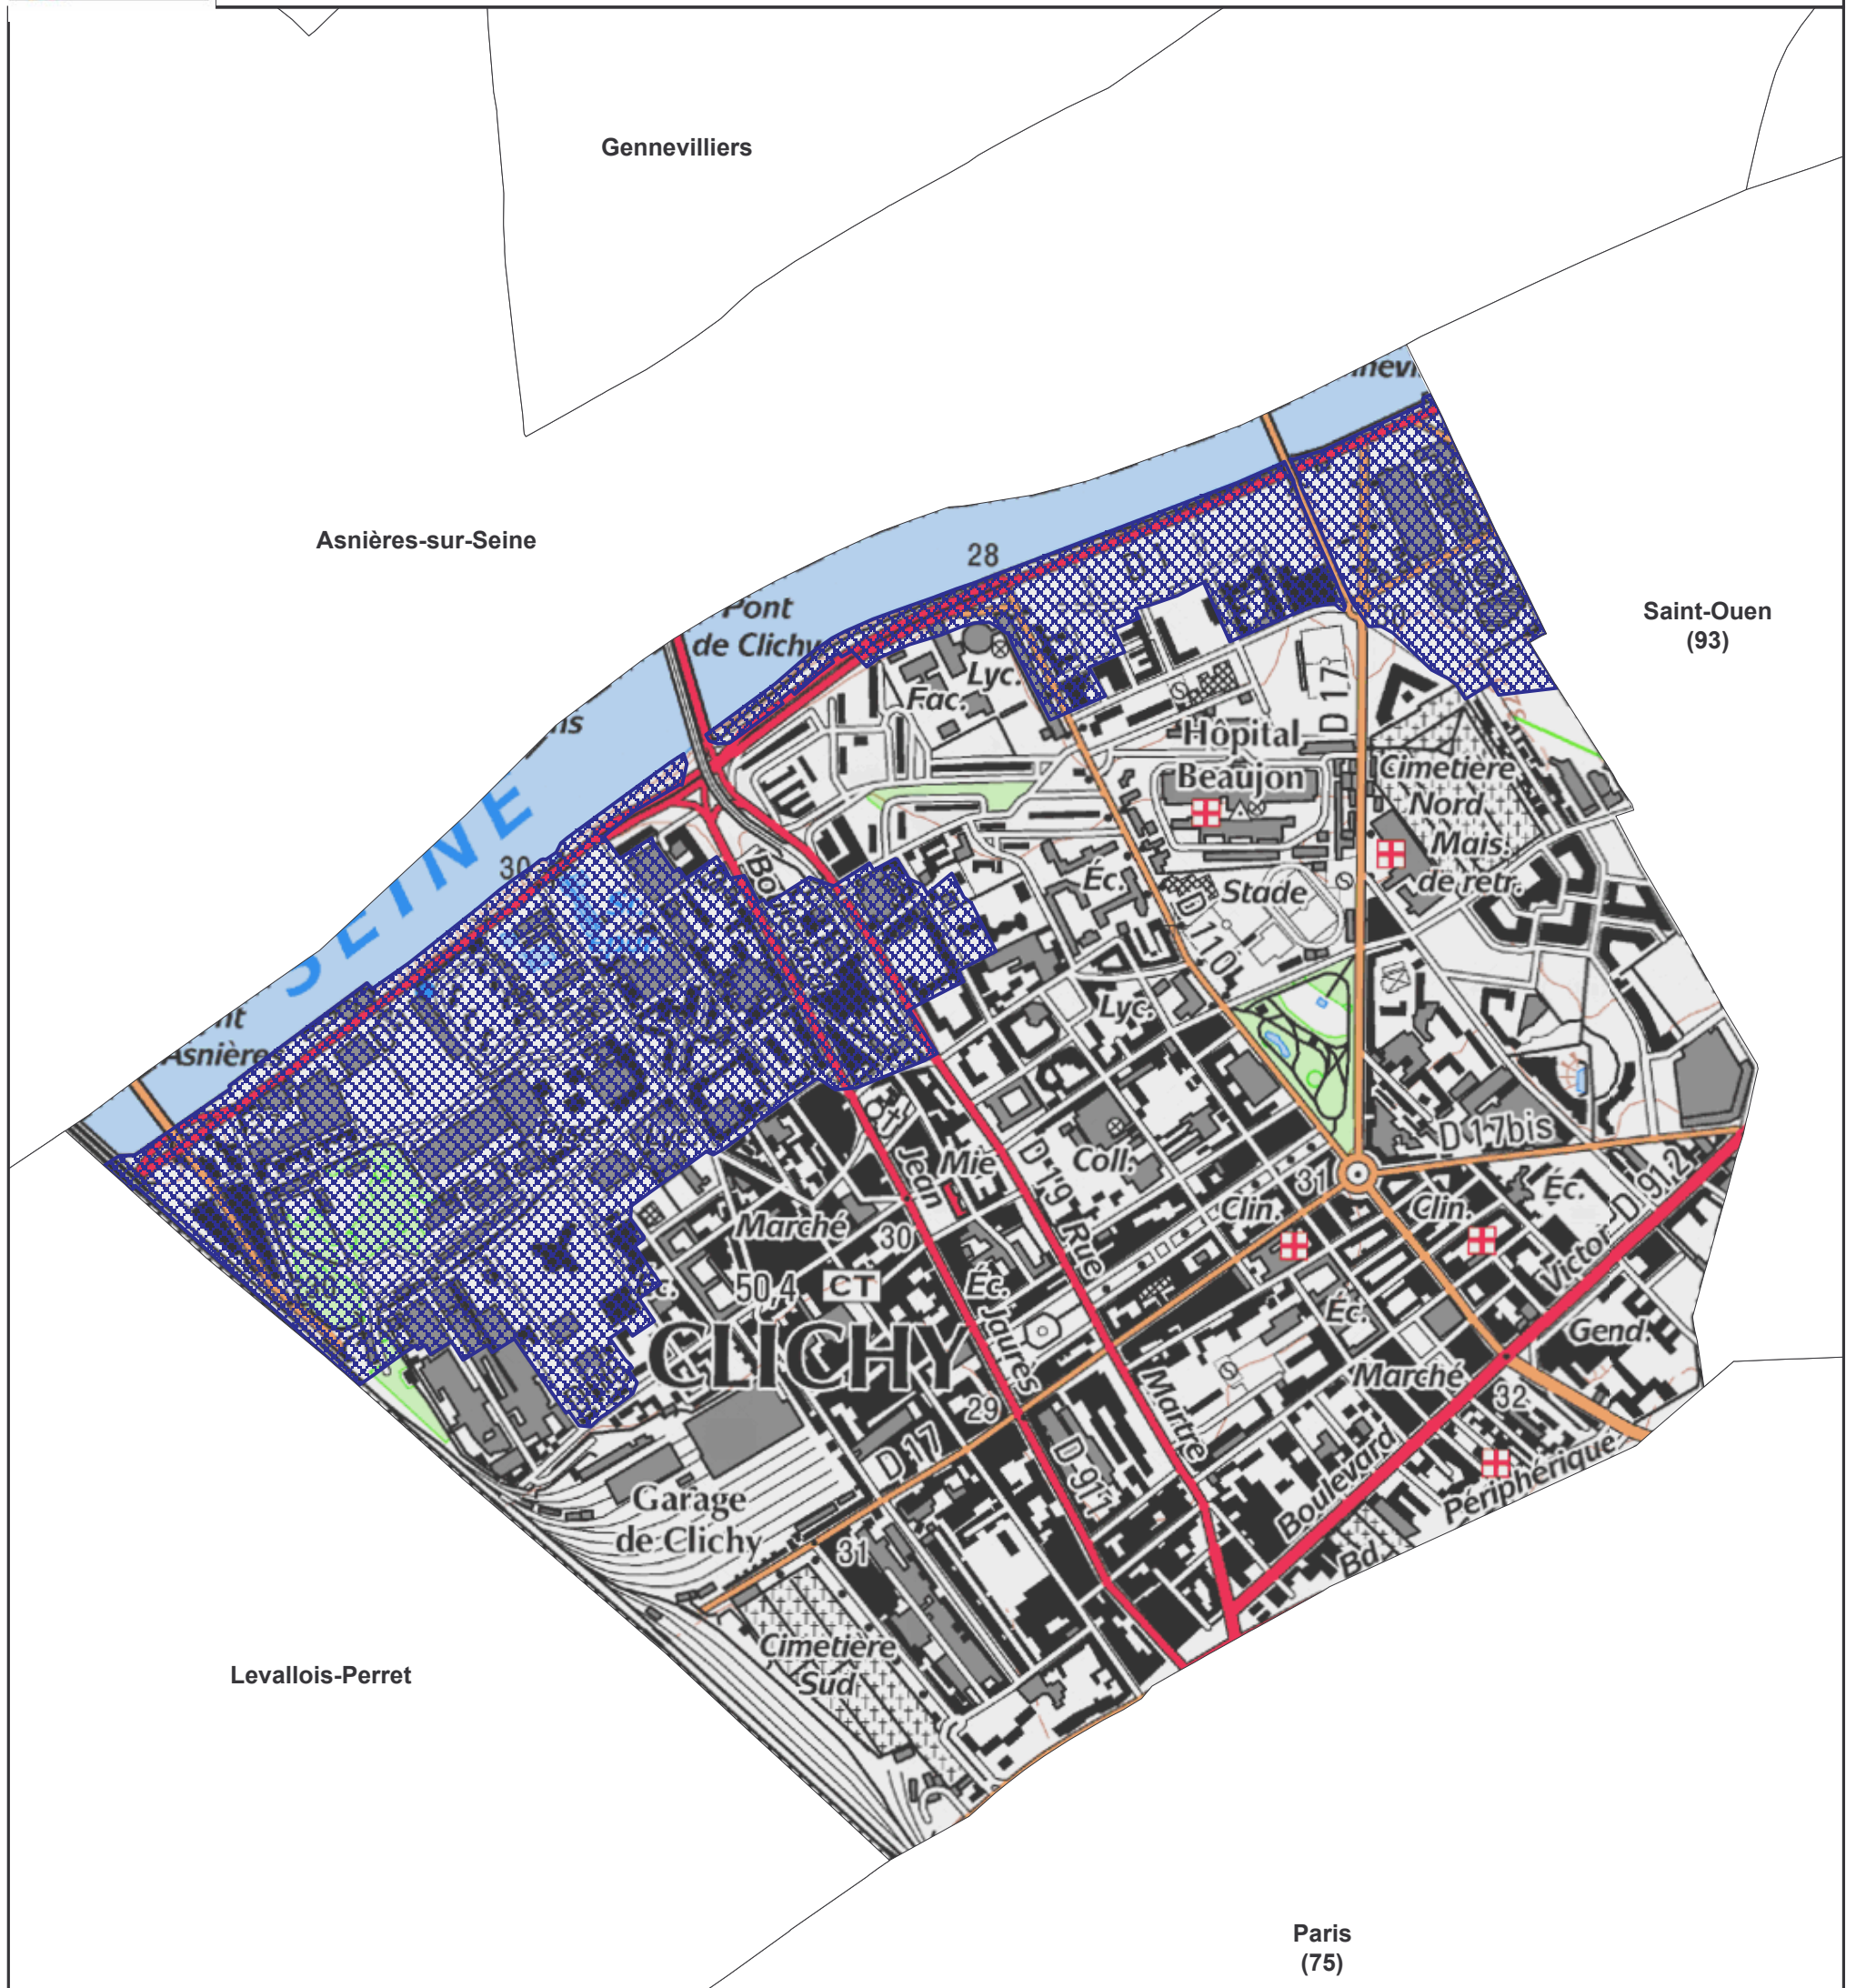 Gennevilliers
Asnières-sur-Seine
28
Pont
de Clichy
Saint-Ouen
(93)
Lyc.
Fac.
D 17
Hôpital
Beaujon
Cimetière
Nord
Mais.
de retr.
SEINE
30
Éc.
Stade
D 110
Lyc.
Asnières
D 17bis
D 912
Jean
Mie
D 19
Coll.
31
Clin.
Clin.
Éc.
Marché
30
Rue
Victor
50,4
CT
Éc.
Éc.
Gend.
CLICHY
Jaurès
Marché
32
29
Martre
D 17
D 911
Boulevard
Périphérique
Garage
de Clichy
31
Bd
Cimetière
Sud
Levallois-Perret
Paris
(75)